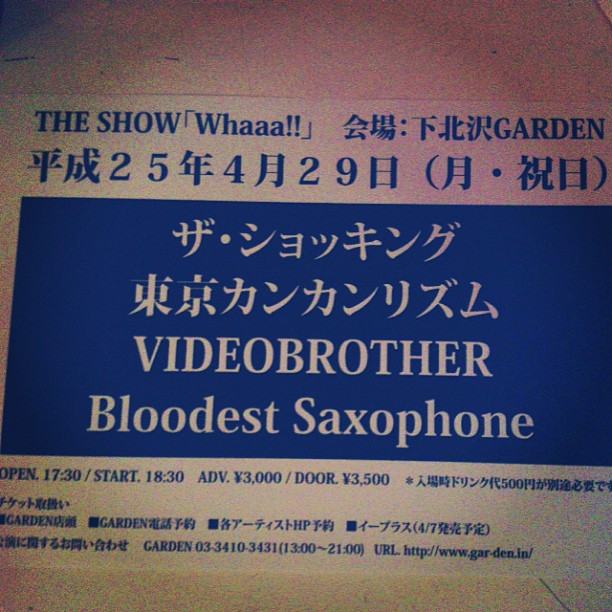 THE SHOW「Whaaa!!」 会場：下北沢GARDEN
平成２５年４月２９日（月・祝日）
ザ・ショッキング
東京カンカンリズム
VIDEOBROTHER
Bloodest Saxophone
OPEN. 17:30 / START. 18:30 ADV. ¥3,000 / DOOR. ¥3,500 ＊入場時ドリンク代500円が別途必要です
チケット取扱い
■GARDEN店頭 ■GARDEN電話予約 ■各アーティストHP予約 ■イープラス（4/7発売予定）
公演に関するお問い合わせ GARDEN 03-3410-3431(13:00〜21:00) URL. http://www.gar-den.in/